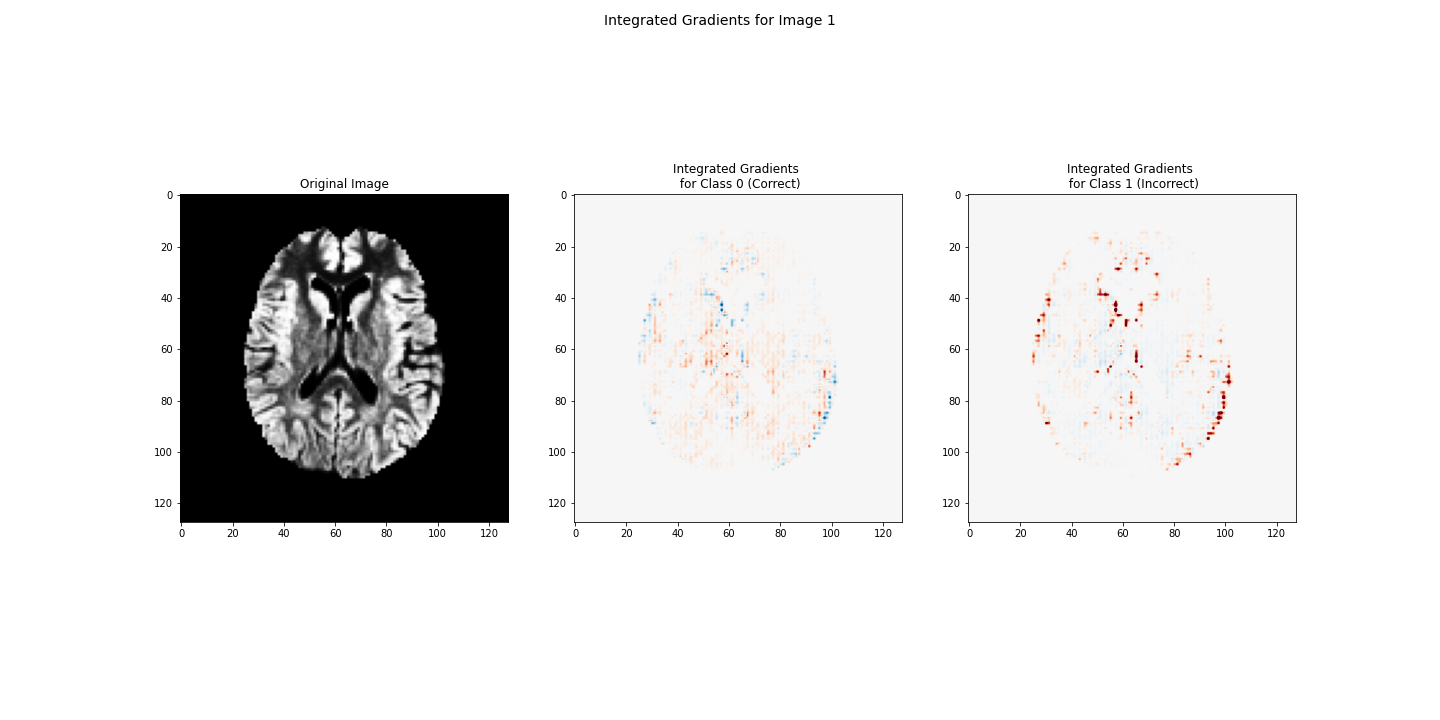 Integrated Gradients for Image 1
Original Image
0
20
40
60
80
100
120
0 20 40 60 80 100 120
Integrated Gradients
for Class 0 (Correct)
0
20
40
60
80
100
120
0 20 40 60 80 100 120
Integrated Gradients
for Class 1 (Incorrect)
0
20
40
60
80
100
120
0 20 40 60 80 100 120